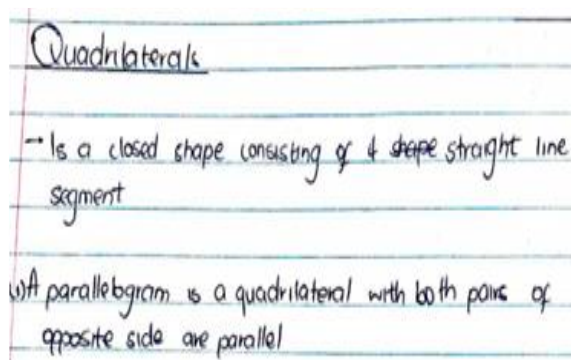 Quadrilaterals
- Is a closed shape consisting of 4 shape straight line
segment
(i) A parallelogram is a quadrilateral with both pairs of
opposite side are parallel